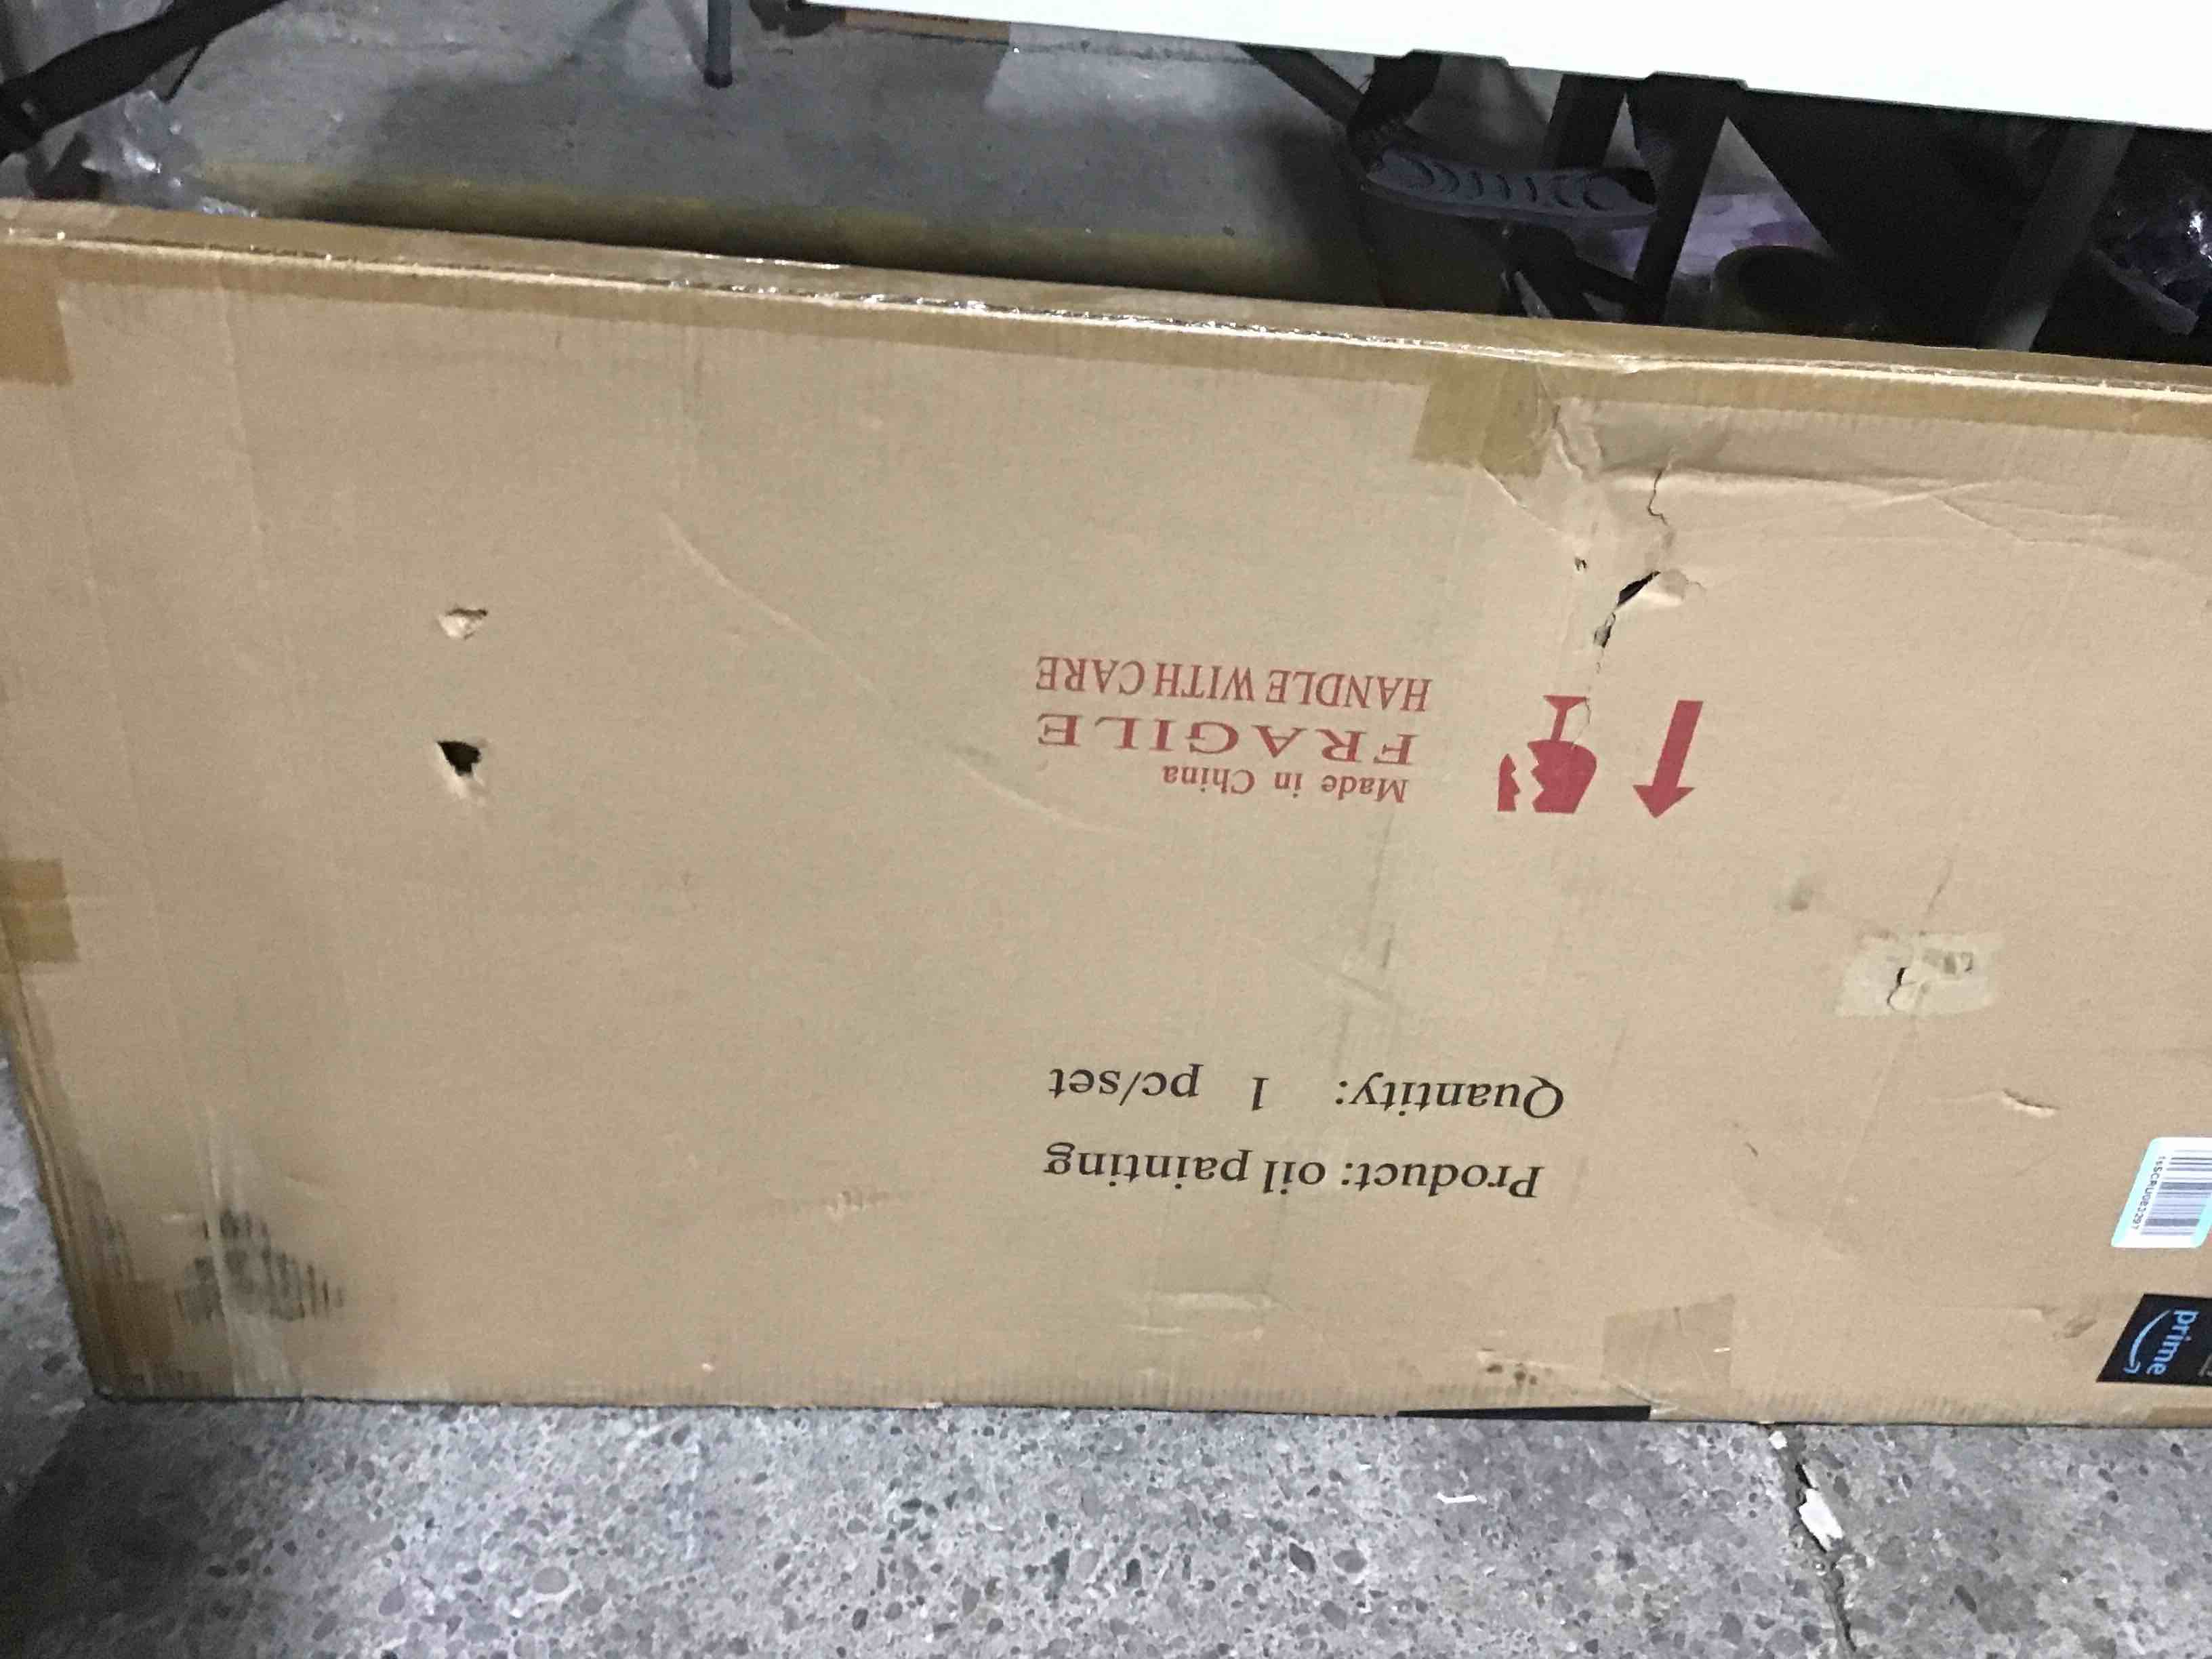 Product: oil painting
Quantity: 1 pc/set
Made in China
FRAGILE
HANDLE WITH CARE
prime